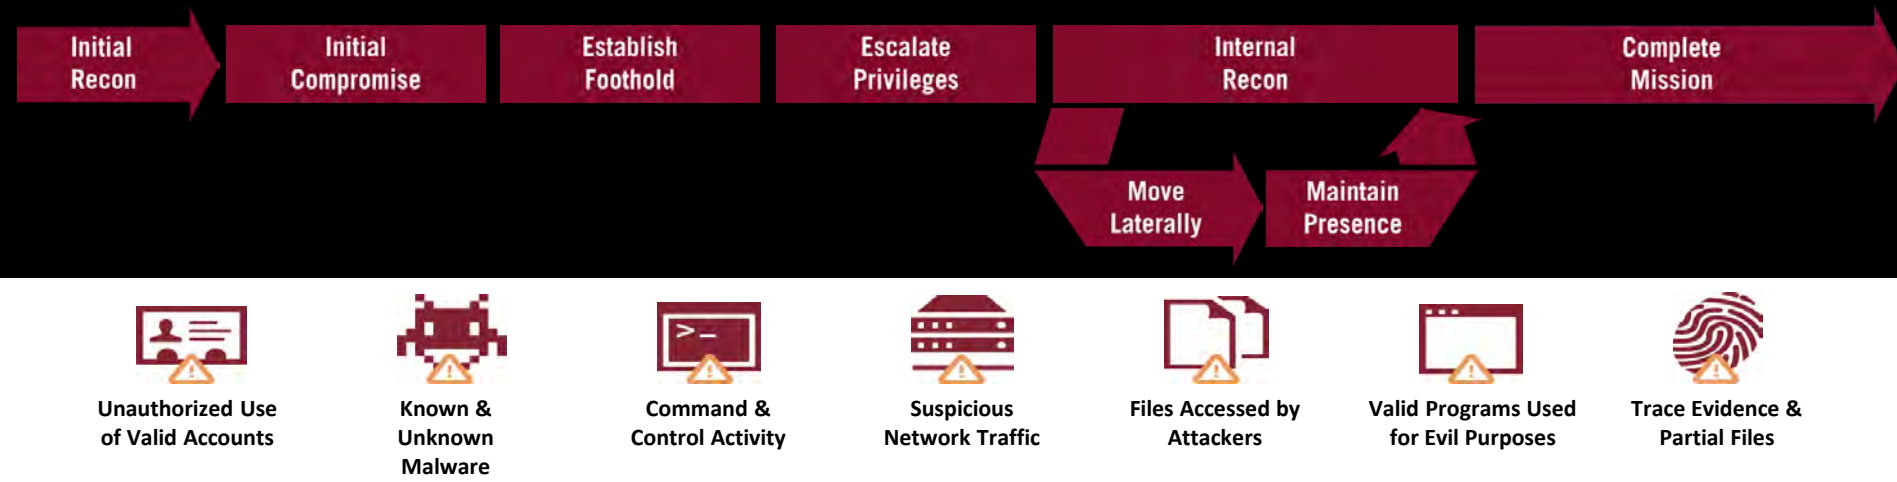 Initial
Recon
Initial
Compromise
Establish
Foothold
Escalate
Privileges
Internal
Recon
Complete
Mission
Move
Laterally
Maintain
Presence
>_
Unauthorized Use
of Valid Accounts
Known &
Unknown
Malware
Command &
Control Activity
Suspicious
Network Traffic
Files Accessed by
Attackers
Valid Programs Used
for Evil Purposes
Trace Evidence &
Partial Files